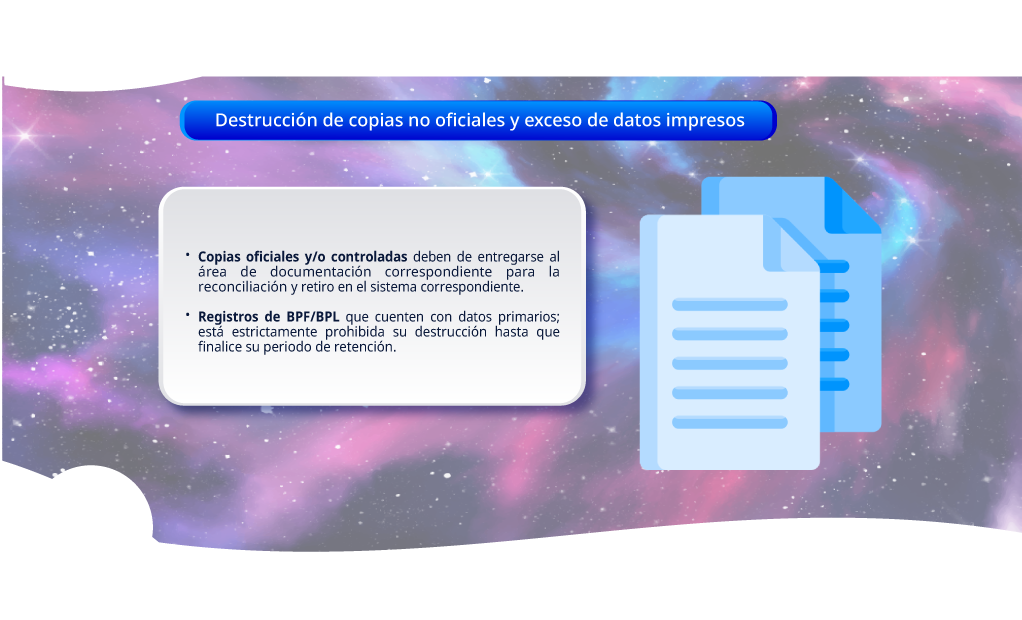 Destrucción de copias no oficiales y exceso de datos impresos
• Copias oficiales y/o controladas deben de entregarse al
área de documentación correspondiente para la
reconciliación y retiro en el sistema correspondiente.
• Registros de BPF/BPL que cuenten con datos primarios;
está estrictamente prohibida su destrucción hasta que
finalice su periodo de retención.